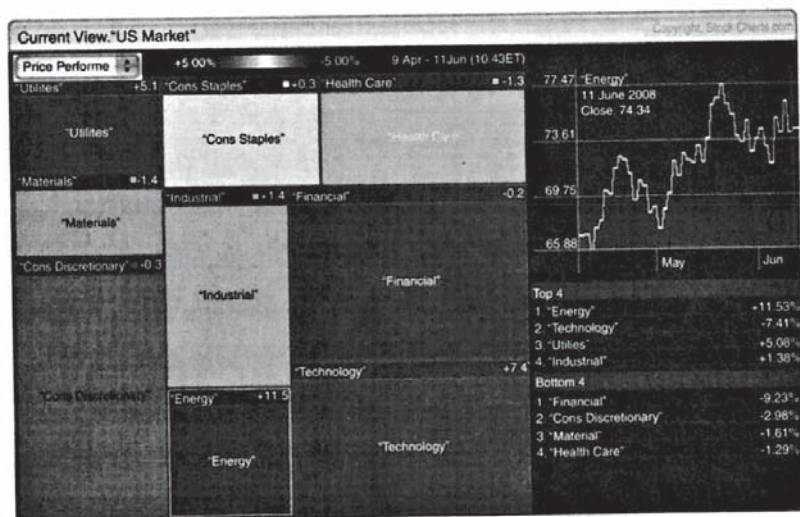 Current View."US Market"
Copyright, Stock Charts.com
Price Performe
+5.00%
-5.00%
9 Apr - 11Jun (10.43ET)
"Utilites" +5.1
"Utilites"
"Cons Staples" +0.3
"Cons Staples"
"Health Care" -1.3
"Health Care"
"Materials" -1.4
"Materials"
"Industrial" +1.4
"Industrial"
"Financial" -0.2
"Financial"
"Cons Discretionary" -0.3
"Cons Discretionary"
"Energy" +11.5
"Energy"
"Technology" +7.4
"Technology"
77.47
73.61
69.75
65.88
"Energy"
11 June 2008
Close: 74.34
May
Jun
Top 4
1. "Energy" +11.53%
2. "Technology" -7.41%
3. "Utilies" +5.08%
4. "Industrial" +1.38%
Bottom 4
1. "Financial" -9.23%
2. "Cons Discretionary" -2.98%
3 "Material" -1.61%
4. "Health Care" -1.29%